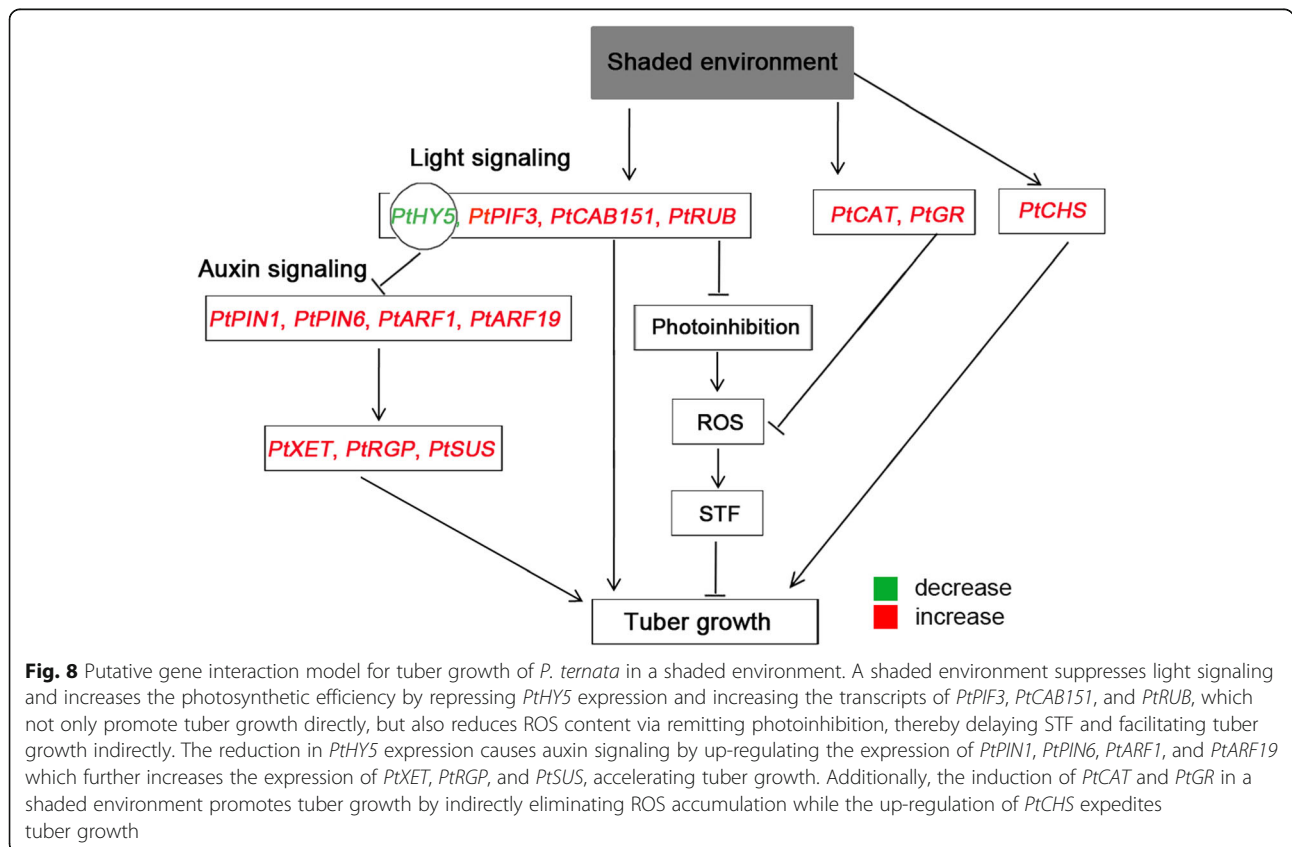 Shaded environment
Light signaling
PtHY5, PtPIF3, PtCAB151, PtRUB
PtCAT, PtGR
PtCHS
Auxin signaling
PtPIN1, PtPIN6, PtARF1, PtARF19
Photoinhibition
ROS
PtXET, PtRGP, PtSUS
STF
decrease
increase
Tuber growth
Fig. 8 Putative gene interaction model for tuber growth of P. ternata in a shaded environment. A shaded environment suppresses light signaling
and increases the photosynthetic efficiency by repressing PtHY5 expression and increasing the transcripts of PtPIF3, PtCAB151, and PtRUB, which
not only promote tuber growth directly, but also reduces ROS content via remitting photoinhibition, thereby delaying STF and facilitating tuber
growth indirectly. The reduction in PtHY5 expression causes auxin signaling by up-regulating the expression of PtPIN1, PtPIN6, PtARF1, and PtARF19
which further increases the expression of PtXET, PtRGP, and PtSUS, accelerating tuber growth. Additionally, the induction of PtCAT and PtGR in a
shaded environment promotes tuber growth by indirectly eliminating ROS accumulation while the up-regulation of PtCHS expedites
tuber growth